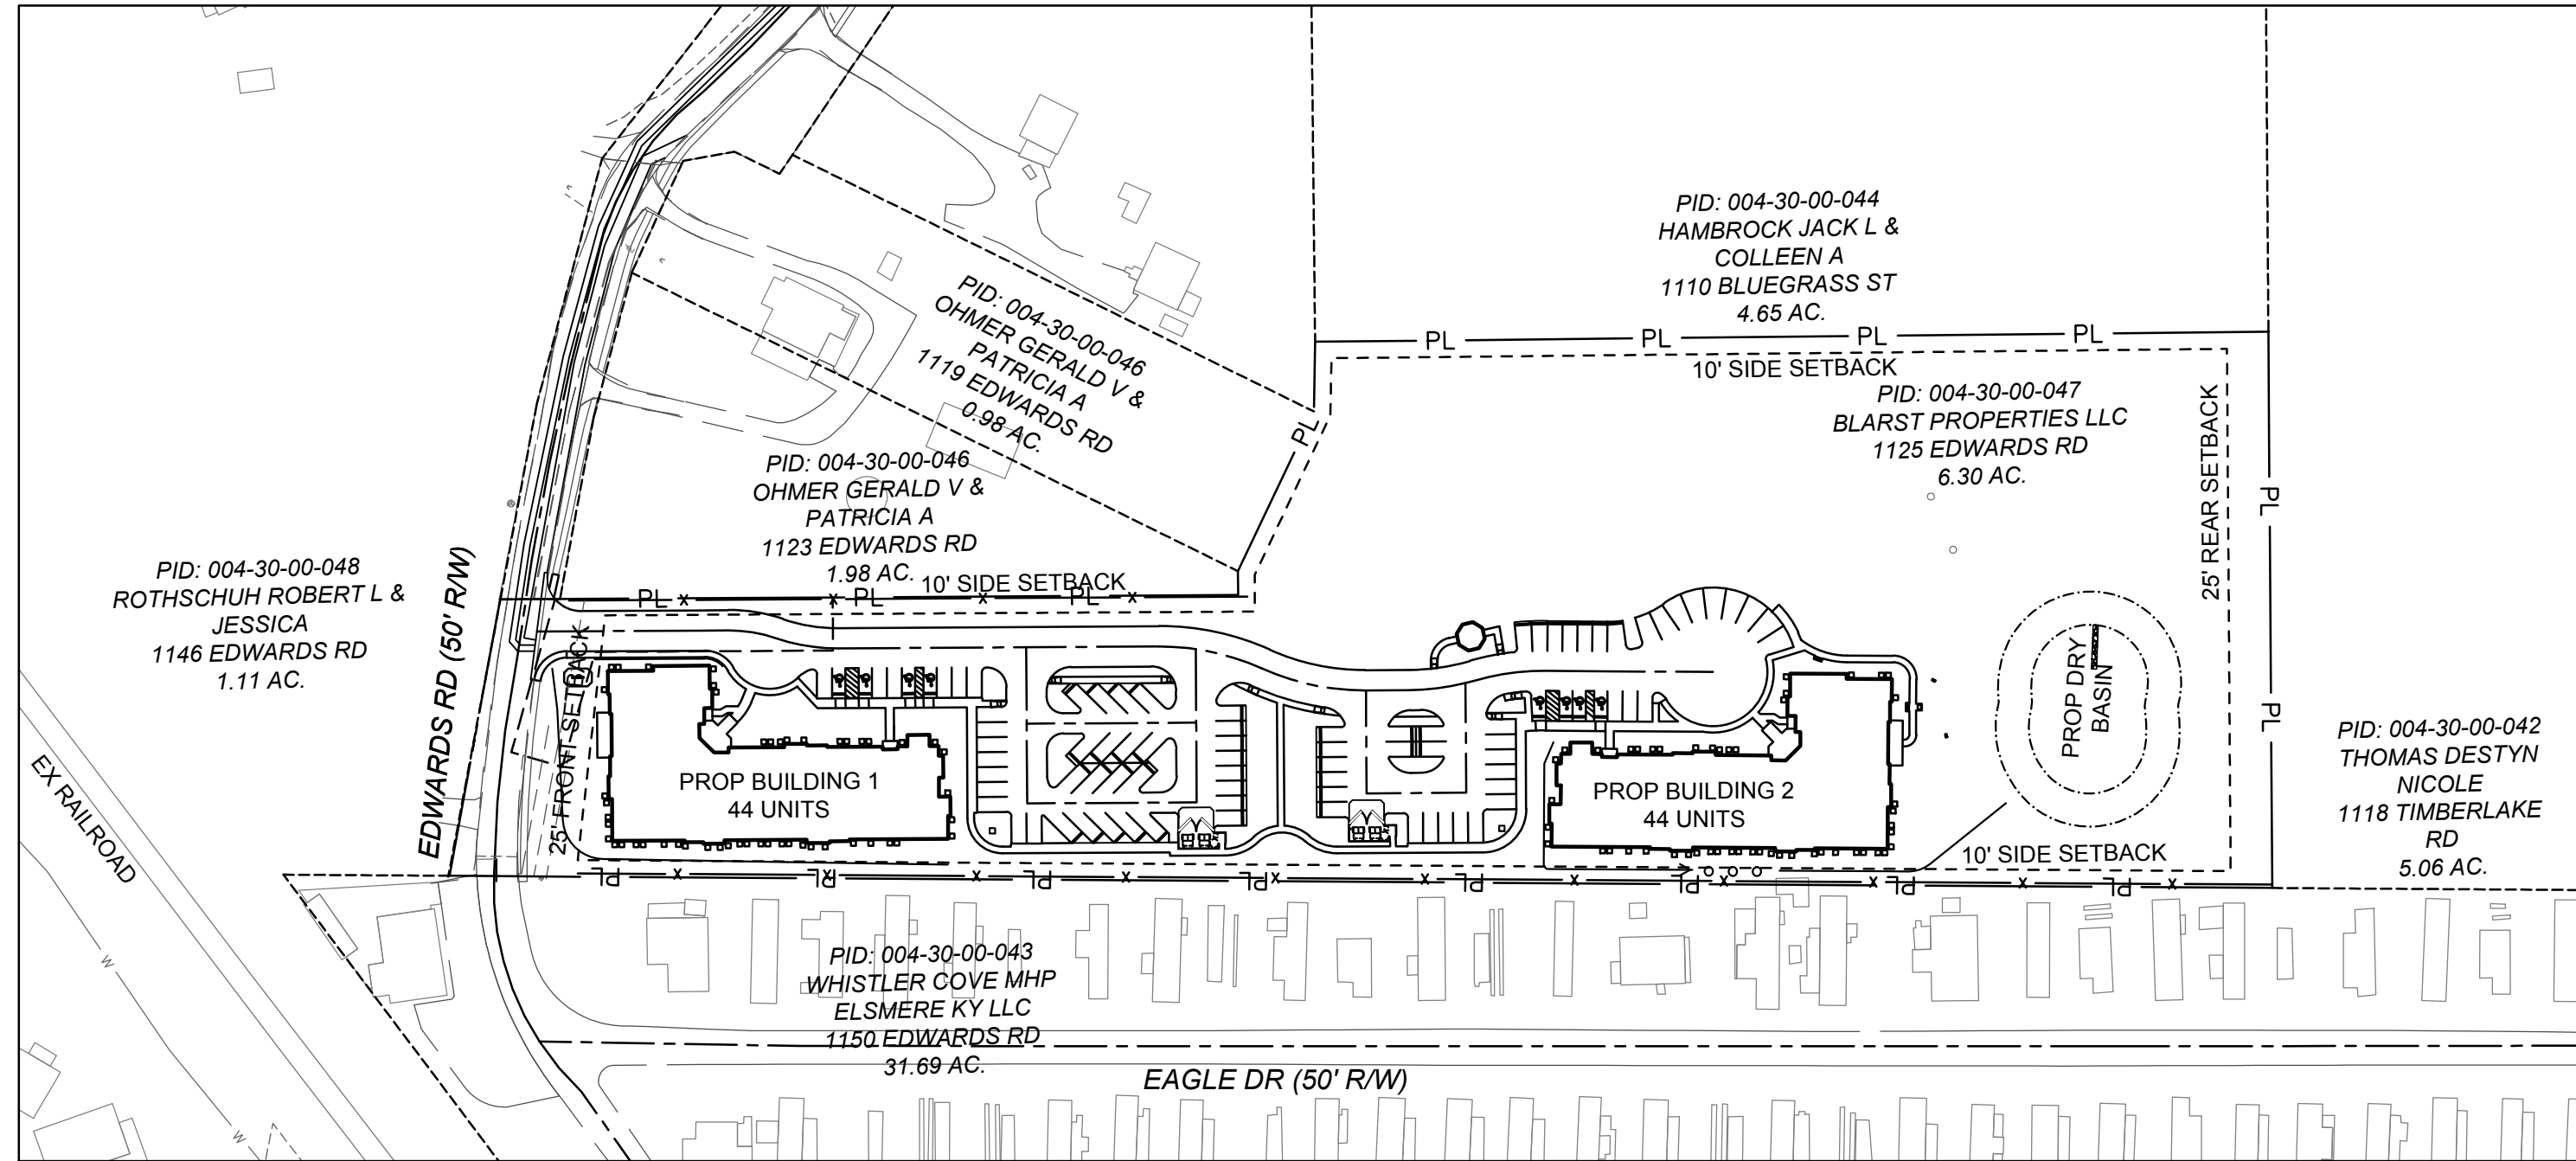 PID: 004-30-00-044
HAMBROCK JACK L &
COLLEEN A
1110 BLUEGRASS ST
4.65 AC.
PL
PL
PL
PL
10' SIDE SETBACK
PID: 004-30-00-046
OHMER GERALD V &
PATRICIA A
1119 EDWARDS RD
0.98 AC.
PL
PID: 004-30-00-047
BLARST PROPERTIES LLC
1125 EDWARDS RD
6.30 AC.
25' REAR SETBACK
PL
PL
PID: 004-30-00-046
OHMER GERALD V &
PATRICIA A
1123 EDWARDS RD
1.98 AC.
10' SIDE SETBACK
PL
X
X
PL
X
PL
X
PID: 004-30-00-048
ROTHSCHUH ROBERT L &
JESSICA
1146 EDWARDS RD
1.11 AC.
EDWARDS RD (50' R/W)
25' FRONT SETBACK
EX RAILROAD
PROP BUILDING 1
44 UNITS
PROP BUILDING 2
44 UNITS
PROP DRY
BASIN
PID: 004-30-00-042
THOMAS DESTYN
NICOLE
1118 TIMBERLAKE
RD
5.06 AC.
10' SIDE SETBACK
PL
X
PL
X
X
PL
X
PL
X
X
PL
X
PL
X
X
PL
X
PL
X
PID: 004-30-00-043
WHISTLER COVE MHP
ELSMERE KY LLC
1150 EDWARDS RD
31.69 AC.
EAGLE DR (50' R/W)
W
W